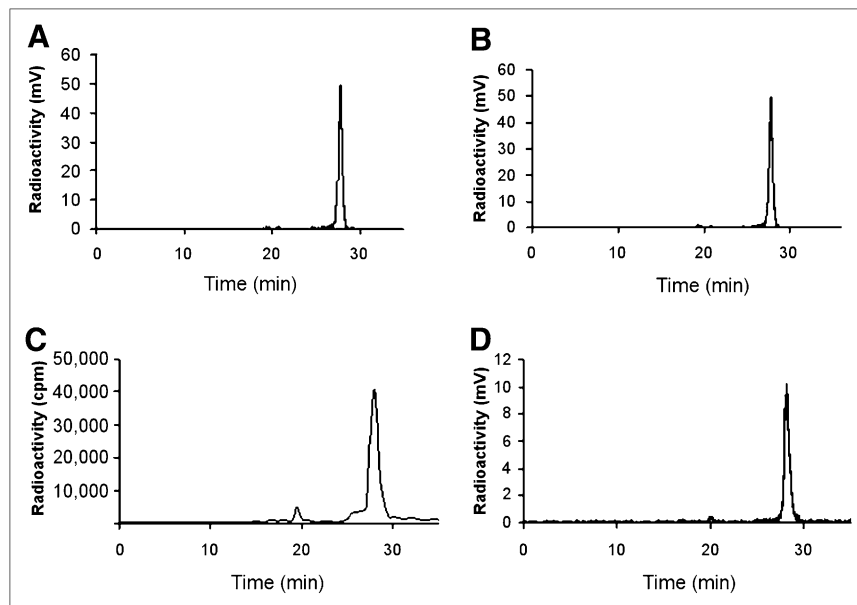 A
Radioactivity (mV)
60
50
40
30
20
10
0
0 10 20 30
Time (min)
B
Radioactivity (mV)
60
50
40
30
20
10
0
0 10 20 30
Time (min)
C
Radioactivity (cpm)
50,000
40,000
30,000
20,000
10,000
0 10 20 30
Time (min)
D
Radioactivity (mV)
12
10
8
6
4
2
0
0 10 20 30
Time (min)